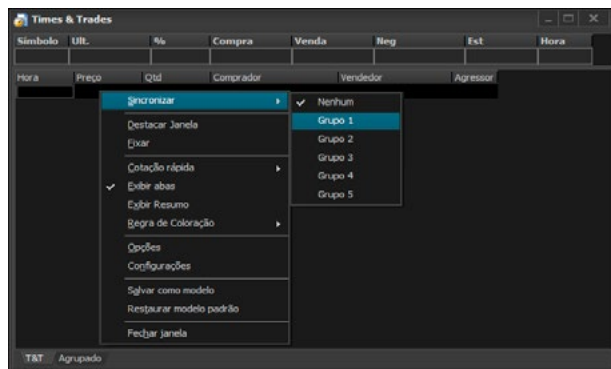 Times & Trades
Símbolo Ult. % Compra Venda Neg Est Hora
Hora Preço Qtd Comprador Vendedor Agressor
Sincronizar
Nenhum
Destacar Janela
Grupo 1
Fixar
Grupo 2
Grupo 3
Cotação rápida
Grupo 4
Exibir abas
Grupo 5
Exibir Resumo
Regra de Coloração
Opções
Configurações
Salvar como modelo
Restaurar modelo padrão
Fechar janela
T&T Agrupado